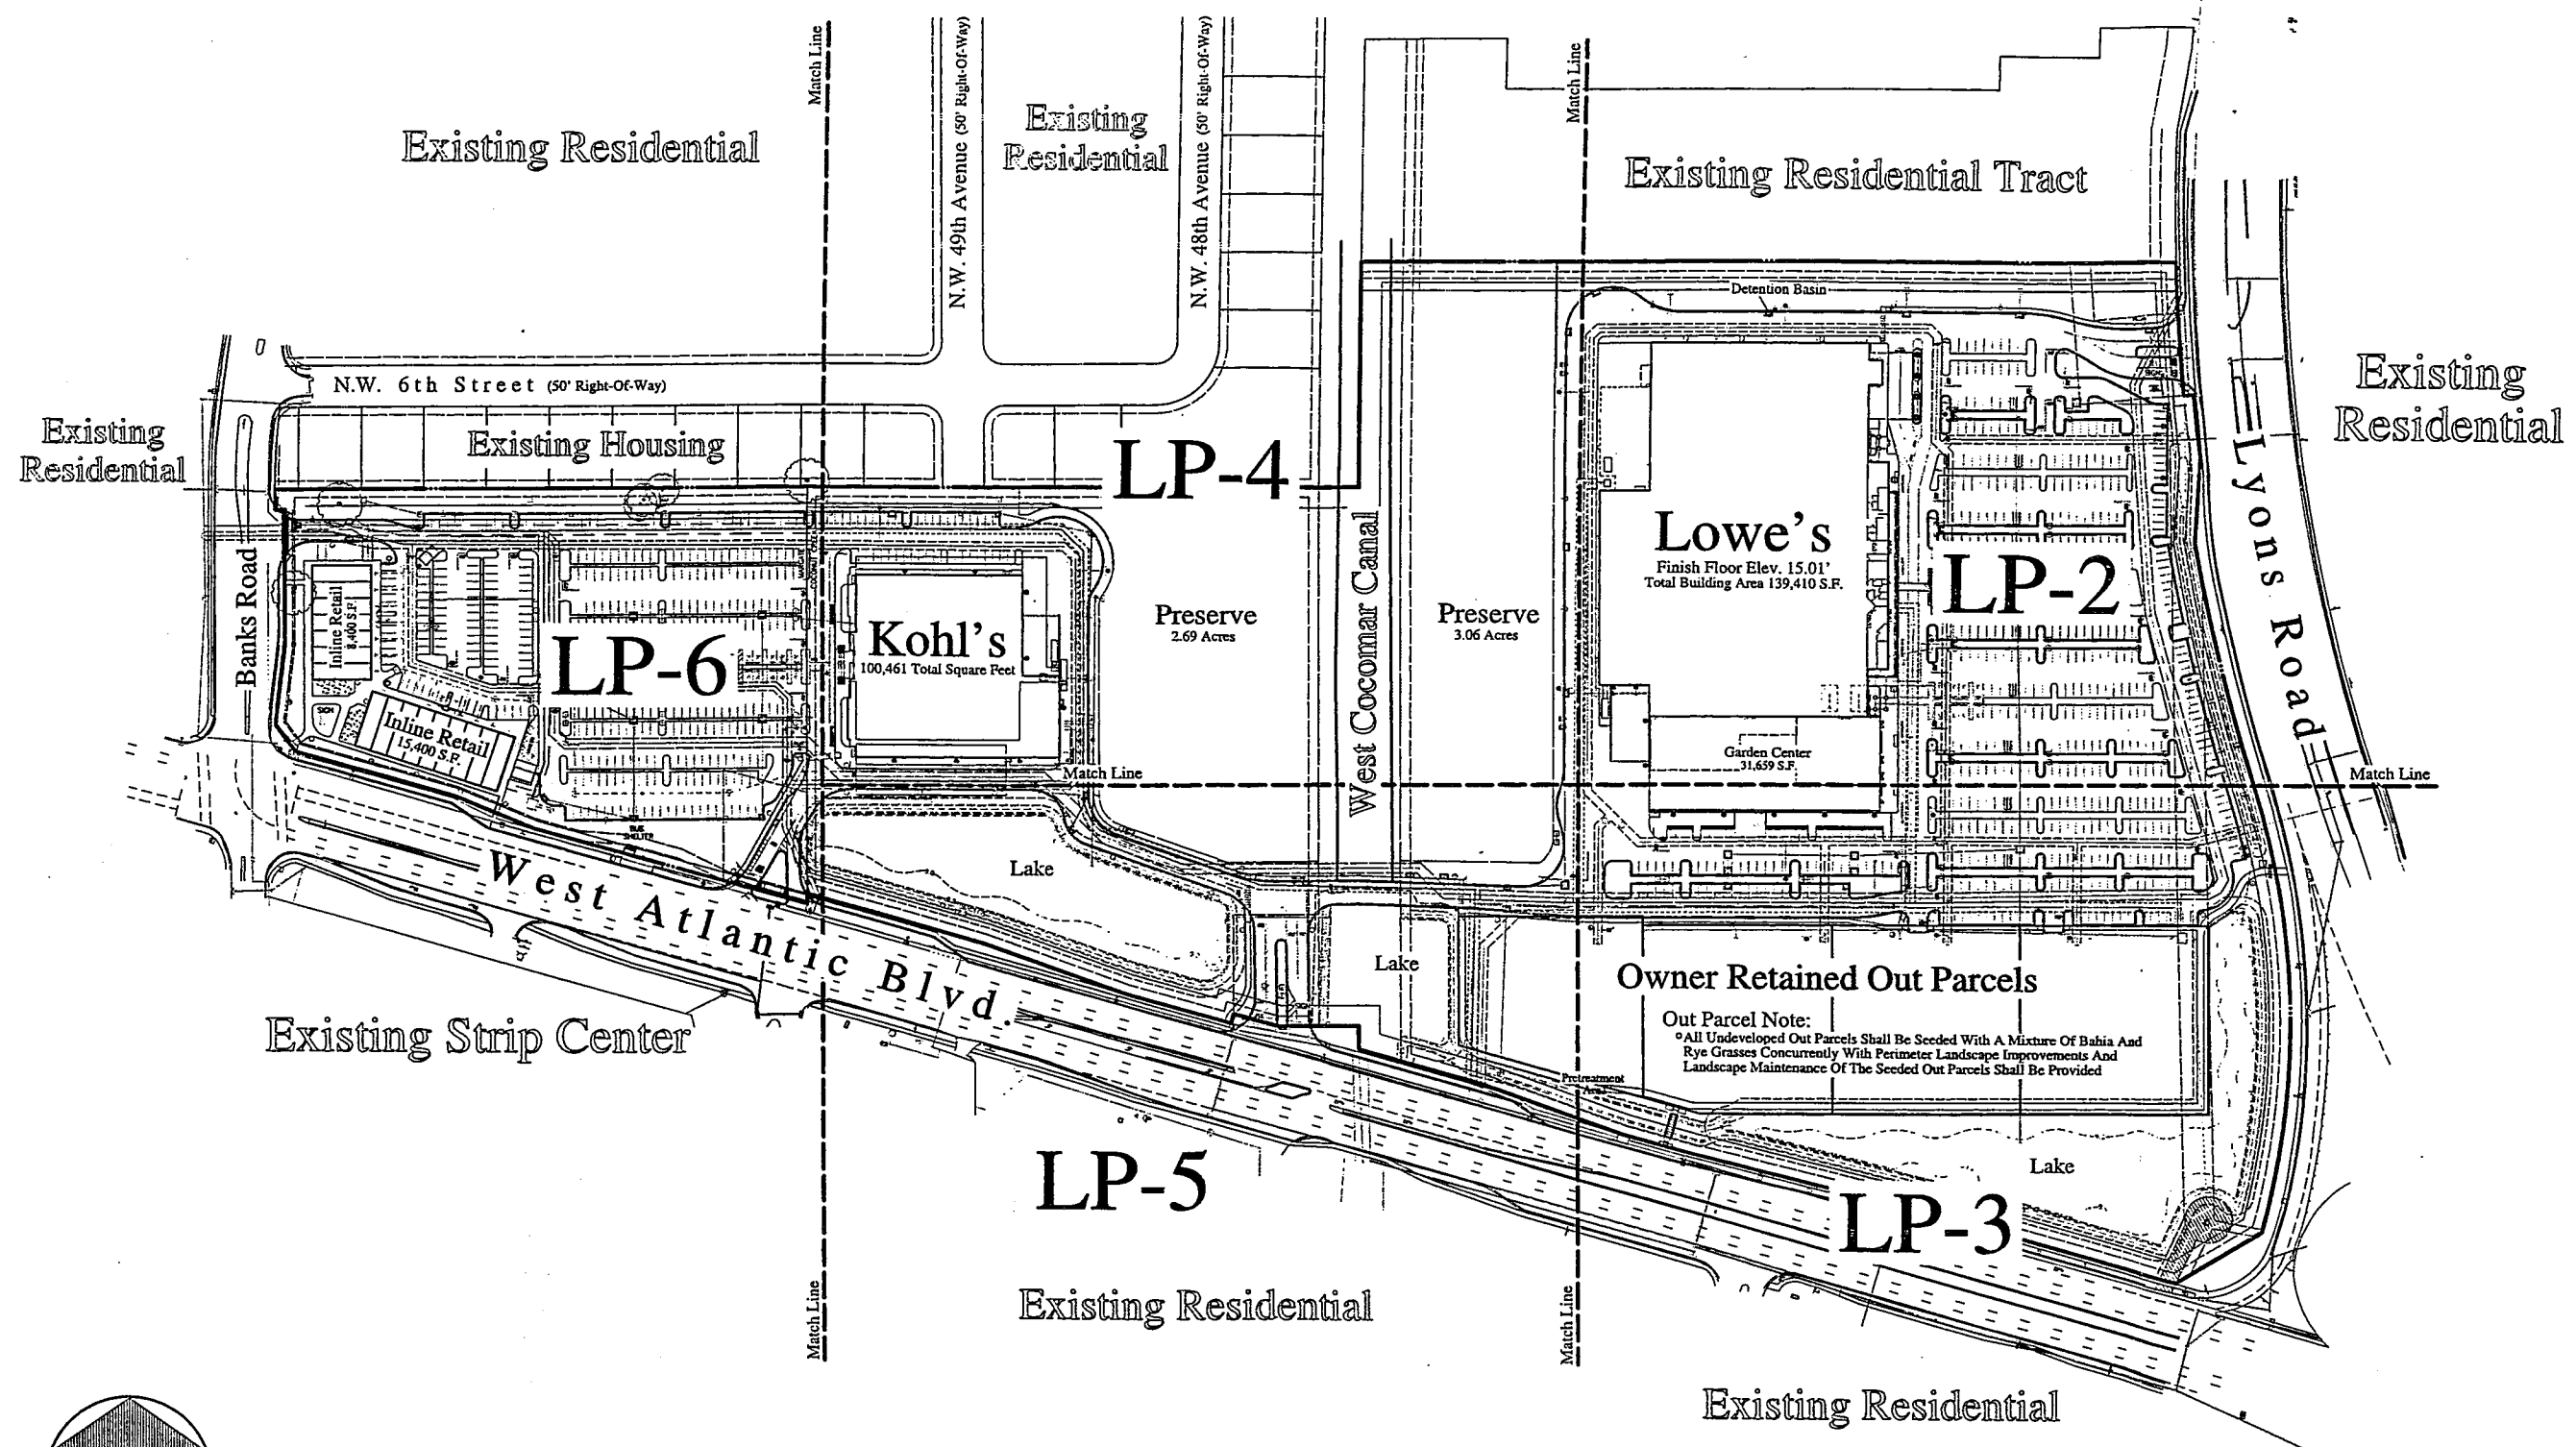 Match Line
N.W. 49th Avenue (50' Right-Of-Way)
N.W. 48th Avenue (50' Right-Of-Way)
Match Line
Existing Residential
Existing
Residential
Existing Residential Tract
Detention Basin
N.W. 6th Street (50' Right-Of-Way)
Existing
Residential
Existing
Residential
Existing Housing
LP-4
Lyons Road
Banks Road
Inline Retail
8,400 S.F.
LP-6
Kohl's
100,461 Total Square Feet
Preserve
2.69 Acres
West Cocomar Canal
Preserve
3.06 Acres
Lowe's
Finish Floor Elev. 15.01'
Total Building Area 139,410 S.F.
LP-2
SIGN
Inline Retail
15,400 S.F.
Garden Center
31,659 S.F.
Match Line
Match Line
BUS
SHELTER
West Atlantic Blvd.
Lake
Lake
Owner Retained Out Parcels
Out Parcel Note:
All Undeveloped Out Parcels Shall Be Seeded With A Mixture Of Bahia And
Rye Grasses Concurrently With Perimeter Landscape Improvements And
Landscape Maintenance Of The Seeded Out Parcels Shall Be Provided
Existing Strip Center
Pretreatment
LP-5
Lake
LP-3
Match Line
Existing Residential
Match Line
Existing Residential